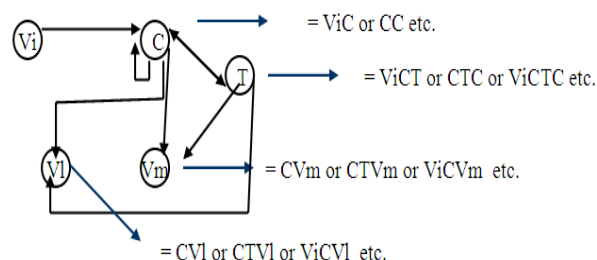 = ViC or CC etc.
Vi
C
T
= ViCT or CTC or ViCTC etc.
Vl
Vm
= CVm or CTVm or ViCVm etc.
= CVl or CTVl or ViCVl etc.